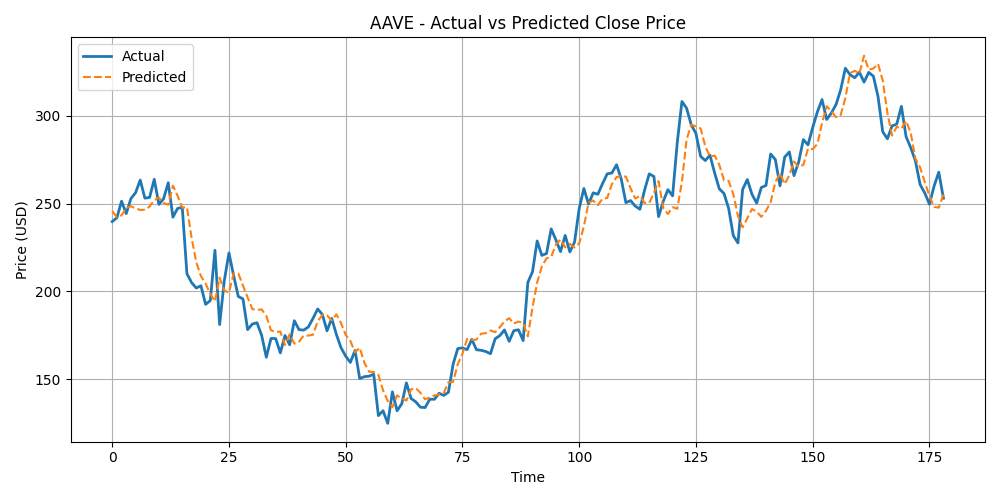 AAVE - Actual vs Predicted Close Price
Actual
Predicted
Price (USD)
300
250
200
150
0 25 50 75 100 125 150 175
Time